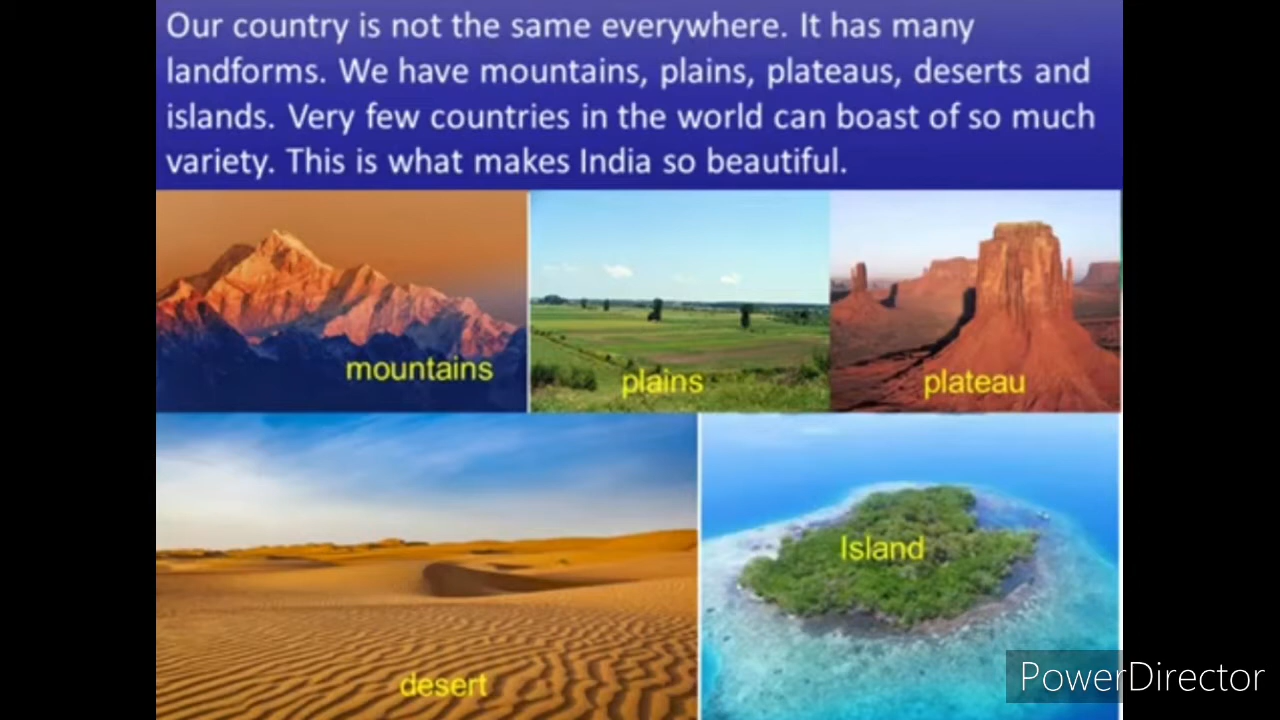 Our country is not the same everywhere. It has many
landforms. We have mountains, plains, plateaus, deserts and
islands. Very few countries in the world can boast of so much
variety. This is what makes India so beautiful.
mountains
plains
plateau
desert
Island
PowerDirector